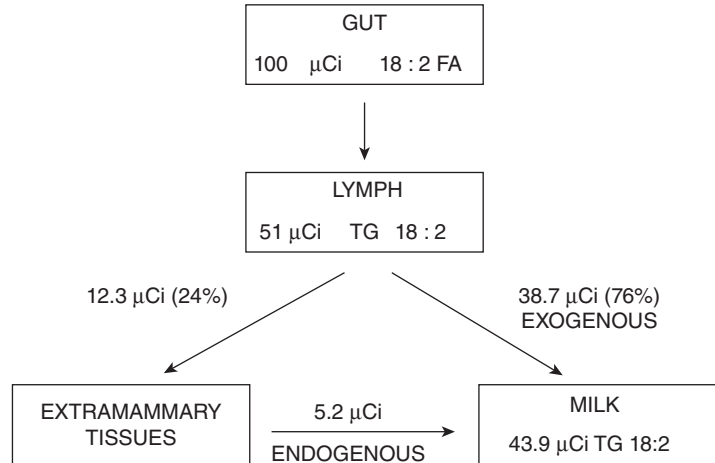 GUT
100 μCi 18 : 2 FA
LYMPH
51 μCi TG 18 : 2
12.3 μCi (24%)
38.7 μCi (76%)
EXOGENOUS
EXTRAMAMMARY
TISSUES
5.2 μCi
ENDOGENOUS
MILK
43.9 μCi TG 18:2